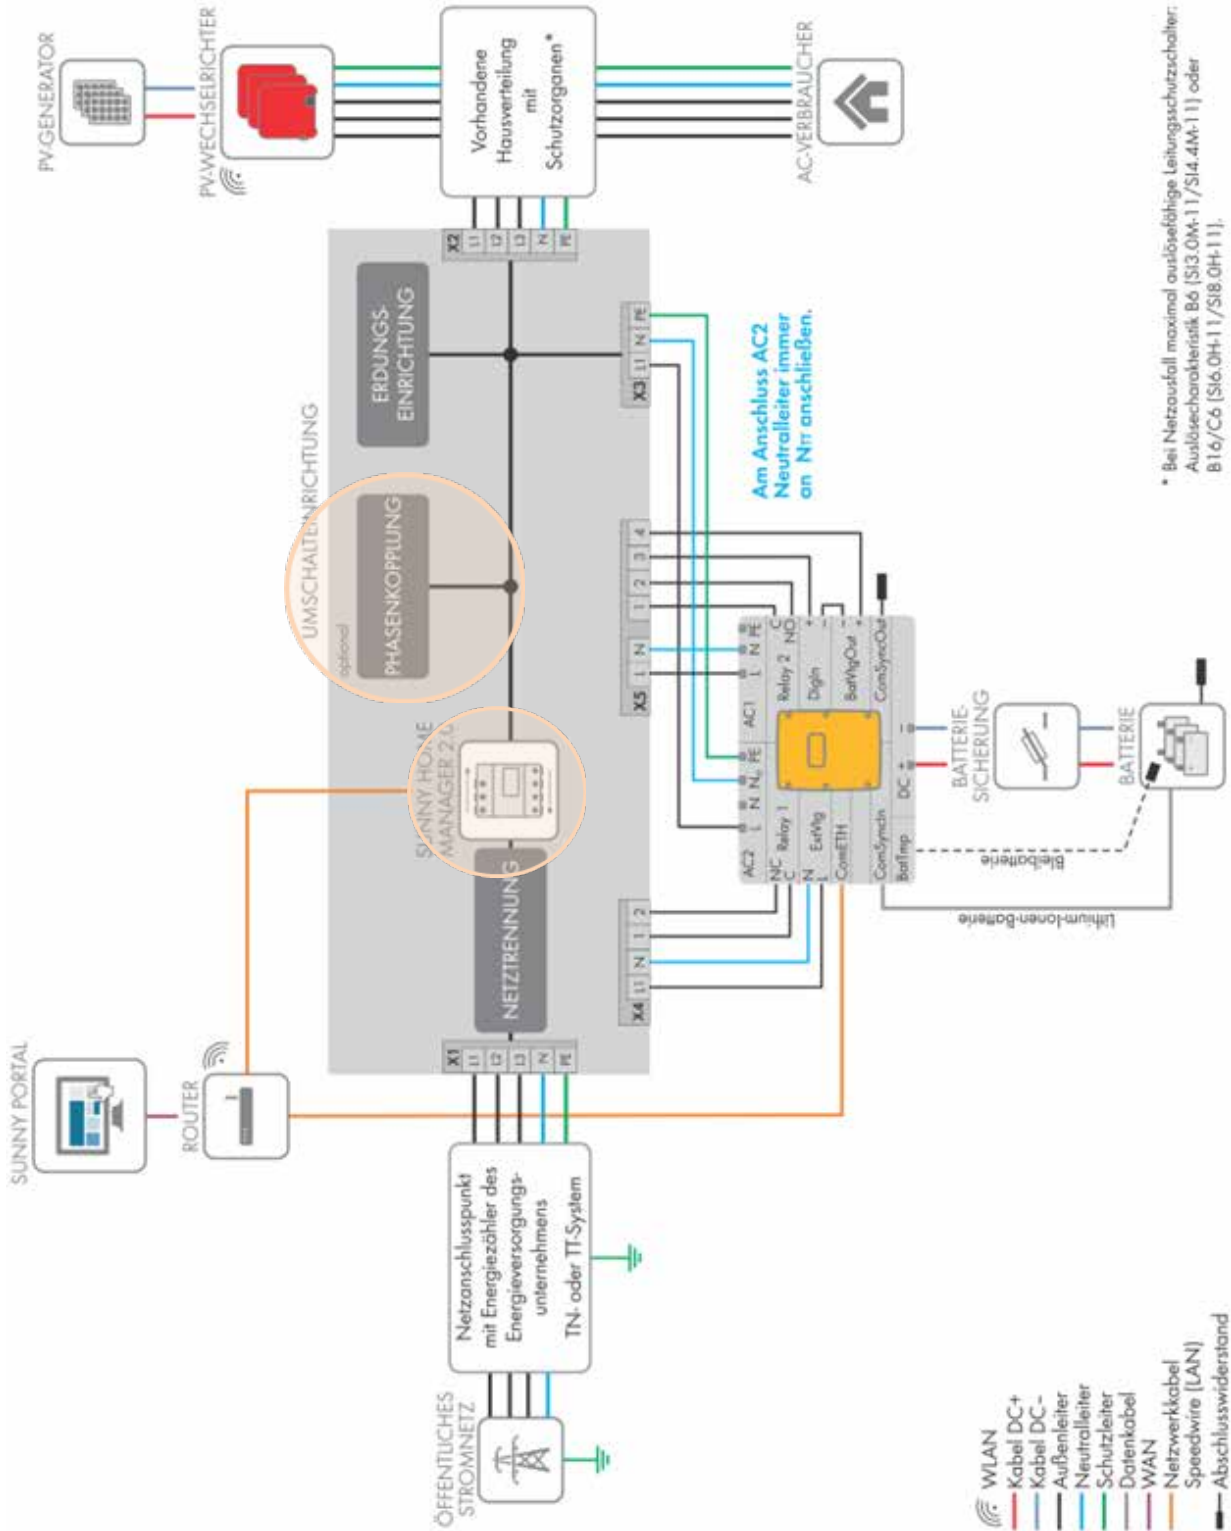 SUNNY PORTAL
ROUTER
ÖFFENTLICHES
STROMNETZ
Netzanschlusspunkt
mit Energiezähler des
Energieversorgungs-
unternehmens
TN- oder TT-System
UMSCHALTEINRICHTUNG
X1
L1
L2
L3
N
PE
NETZTRENNUNG
SUNNY HOME
MANAGER 2.0
optional
PHASENKOPPLUNG
ERDUNGS-
EINRICHTUNG
X2
L1
L2
L3
N
PE
X4 L1 N 1 2
X5 L N 1 2 3 4
X3 L1 N PE
PV-GENERATOR
PV-WECHSELRICHTER
Vorhandene
Hausverteilung
mit
Schutzorganen*
AC-VERBRAUCHER
Am Anschluss AC2
Neutralleiter immer
an NTT anschließen.
AC2 L N N PE
AC1 L N PE
NC
C
Relay 1
N
L
ExtVtg
ComETH
ComSyncIn
BatTmp
Relay 2
C
NO
DigIn
+
–
BatVtgOut
–
+
ComSyncOut
DC + –
BATTERIE-
SICHERUNG
BATTERIE
Bleibatterie
Lithium-Ionen-Batterie
WLAN
Kabel DC+
Kabel DC-
Außenleiter
Neutralleiter
Schutzleiter
Datenkabel
WAN
Netzwerkkabel
Speedwire (LAN)
Abschlusswiderstand
* Bei Netzausfall maximal auslösefähige Leitungsschutzschalter:
Auslösecharakteristik B6 (SI3.0M-11/SI4.4M-11) oder
B16/C6 (SI6.0H-11/SI8.0H-11).